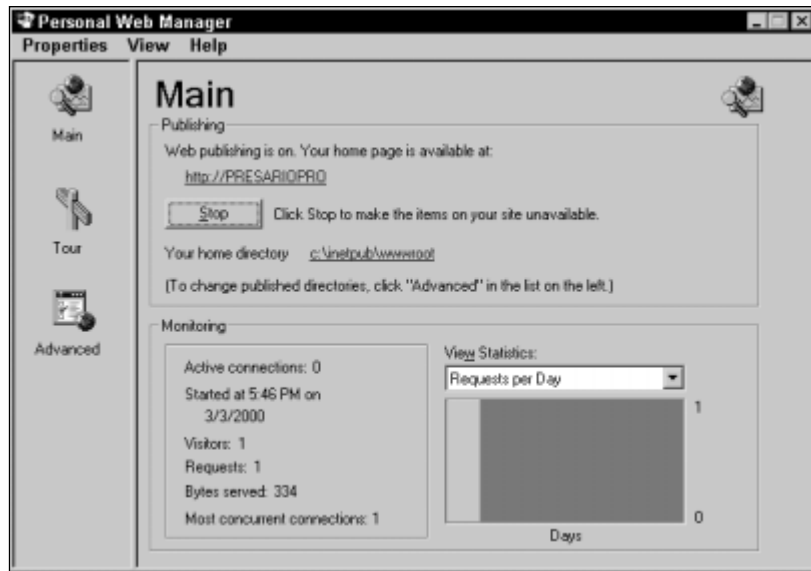 Personal Web Manager
Properties View Help
Main
Tour
Advanced
Main
Publishing
Web publishing is on. Your home page is available at:
http://PRESARIOPRO
Stop Click Stop to make the items on your site unavailable.
Your home directory c:\inetpub\wwwroot
(To change published directories, click "Advanced" in the list on the left.)
Monitoring
Active connections: 0
Started at 5:46 PM on
3/3/2000
Visitors: 1
Requests: 1
Bytes served: 334
Most concurrent connections: 1
View Statistics:
Requests per Day
1
0
Days